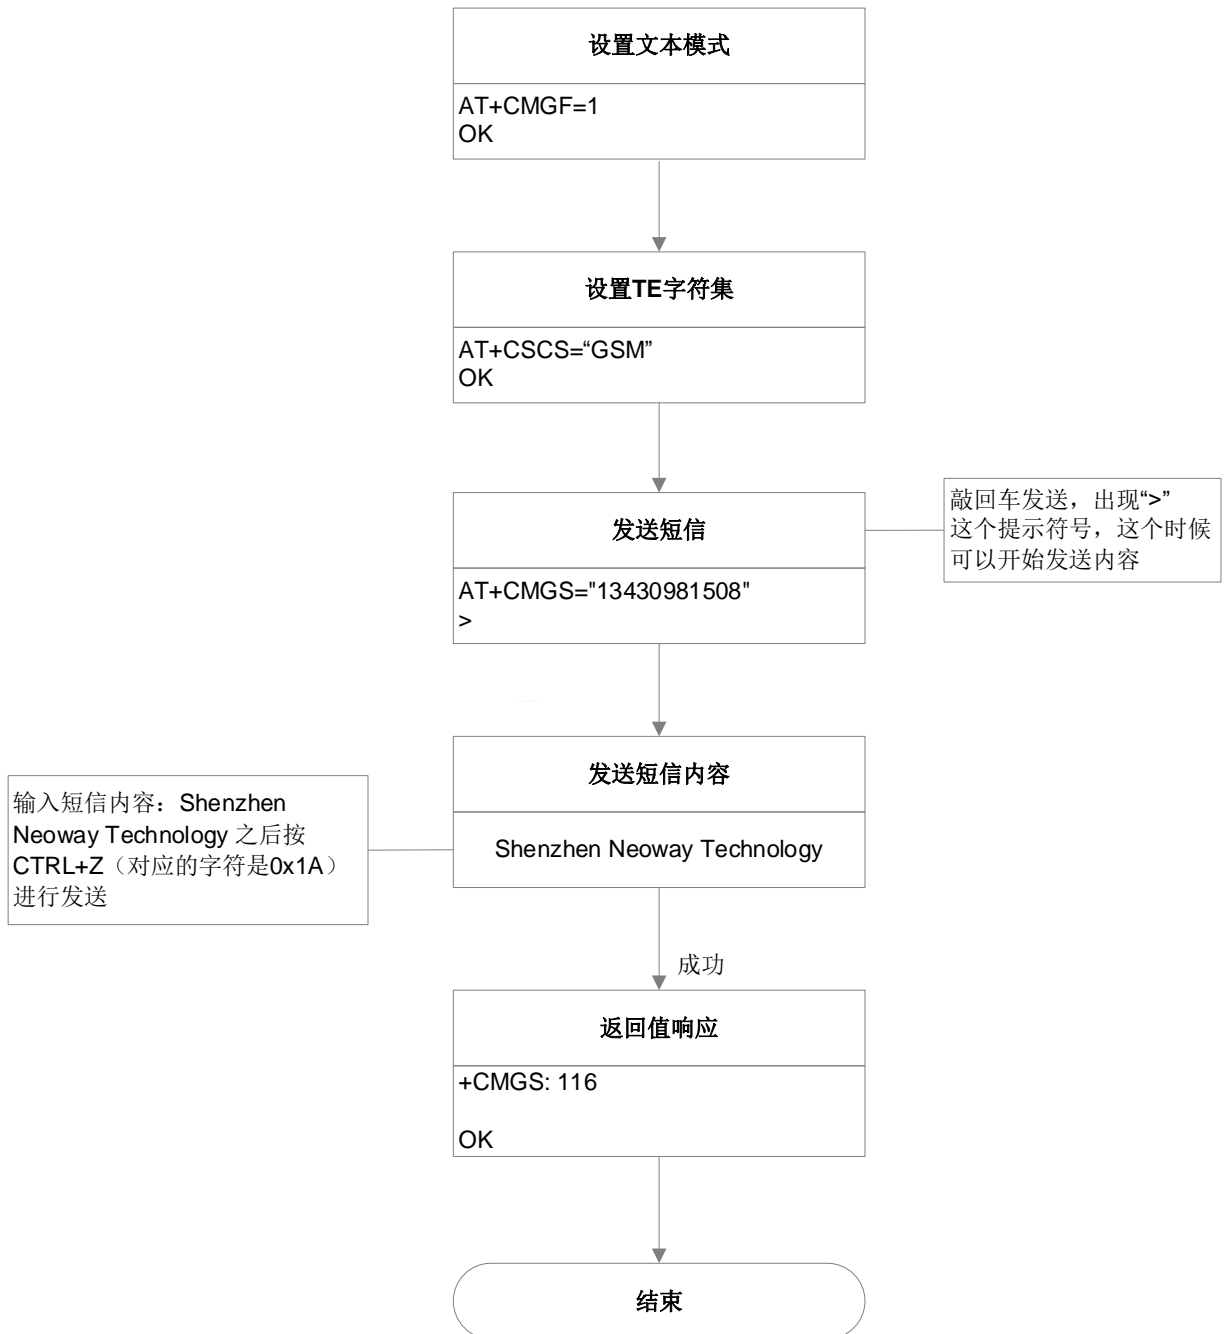 设置文本模式
AT+CMGF=1
OK
设置TE字符集
AT+CSCS=“GSM”
OK
发送短信
AT+CMGS="13430981508"
>
敲回车发送，出现“>”
这个提示符号，这个时候
可以开始发送内容
发送短信内容
Shenzhen Neoway Technology
输入短信内容：Shenzhen
Neoway Technology 之后按
CTRL+Z（对应的字符是0x1A）
进行发送
成功
返回值响应
+CMGS: 116
OK
结束